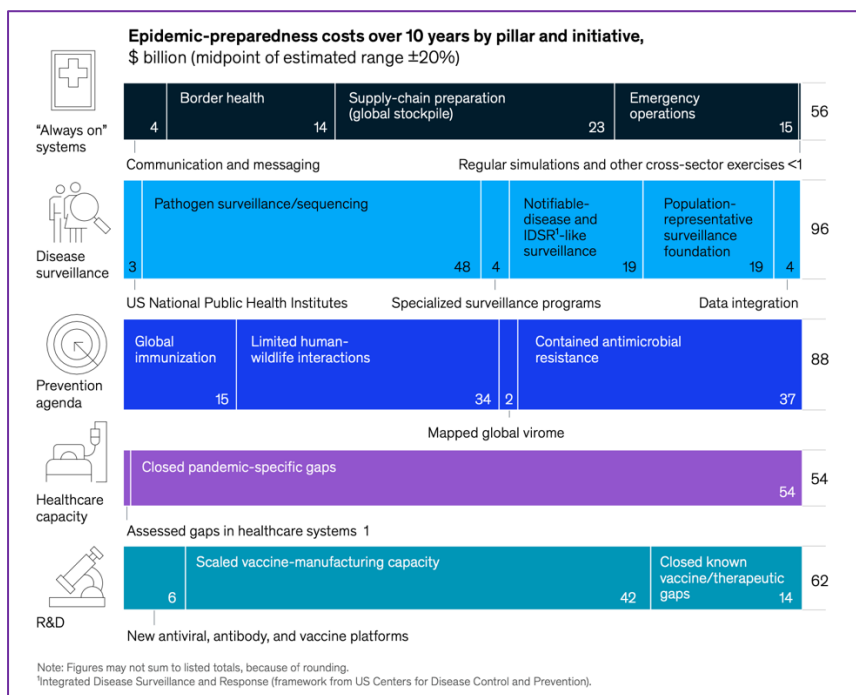 Epidemic-preparedness costs over 10 years by pillar and initiative,
$ billion (midpoint of estimated range ±20%)
“Always on”
systems
4
Border health
14
Supply-chain preparation
(global stockpile)
23
Emergency
operations
15
56
Communication and messaging
Regular simulations and other cross-sector exercises <1
Disease
surveillance
3
Pathogen surveillance/sequencing
48
4
Notifiable-
disease and
IDSR¹-like
surveillance
19
Population-
representative
surveillance
foundation
19
4
96
US National Public Health Institutes
Specialized surveillance programs
Data integration
Prevention
agenda
Global
immunization
15
Limited human-
wildlife interactions
34
2
Contained antimicrobial
resistance
37
88
Mapped global virome
Healthcare
capacity
Closed pandemic-specific gaps
54
54
Assessed gaps in healthcare systems 1
R&D
6
Scaled vaccine-manufacturing capacity
42
Closed known
vaccine/therapeutic
gaps
14
62
New antiviral, antibody, and vaccine platforms
Note: Figures may not sum to listed totals, because of rounding.
¹Integrated Disease Surveillance and Response (framework from US Centers for Disease Control and Prevention).